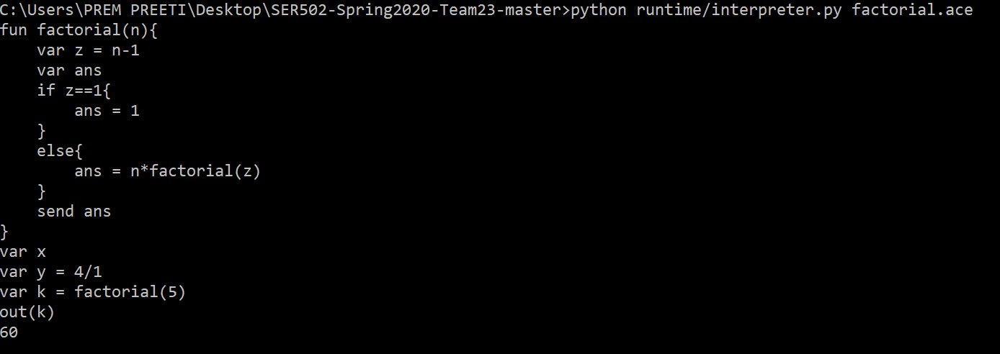 C:\Users\PREM PREETI\Desktop\SER502-Spring2020-Team23-master>python runtime/interpreter.py factorial.ace
fun factorial(n){
    var z = n-1
    var ans
    if z==1{
        ans = 1
    }
    else{
        ans = n*factorial(z)
    }
    send ans
}
var x
var y = 4/1
var k = factorial(5)
out(k)
60